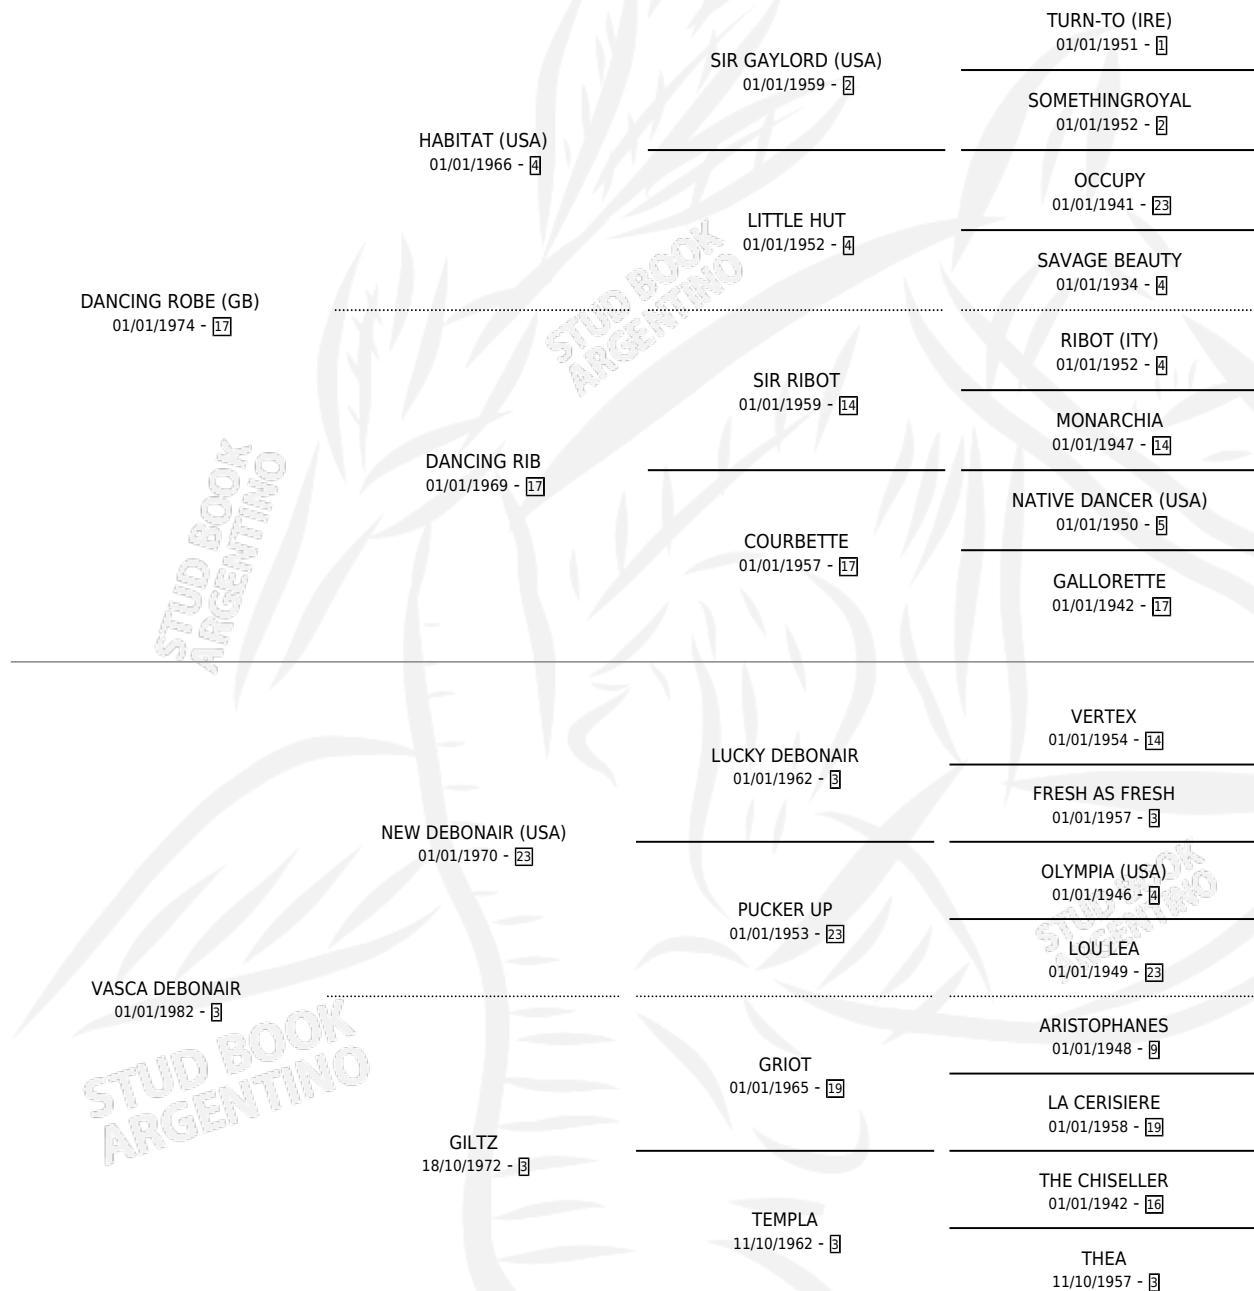 TURN-TO (IRE)
01/01/1951 - 1
SIR GAYLORD (USA)
01/01/1959 - 2
SOMETHINGROYAL
01/01/1952 - 2
HABITAT (USA)
01/01/1966 - 4
OCCUPY
01/01/1941 - 23
LITTLE HUT
01/01/1952 - 4
SAVAGE BEAUTY
01/01/1934 - 4
DANCING ROBE (GB)
01/01/1974 - 17
STUD BOOK
ARGENTINO
RIBOT (ITY)
01/01/1952 - 4
SIR RIBOT
01/01/1959 - 14
MONARCHIA
01/01/1947 - 14
DANCING RIB
01/01/1969 - 17
NATIVE DANCER (USA)
01/01/1950 - 5
COURBETTE
01/01/1957 - 17
GALLORETTE
01/01/1942 - 17
STUD BOOK
ARGENTINO
VERTEX
01/01/1954 - 14
LUCKY DEBONAIR
01/01/1962 - 3
FRESH AS FRESH
01/01/1957 - 3
NEW DEBONAIR (USA)
01/01/1970 - 23
OLYMPIA (USA)
01/01/1946 - 4
PUCKER UP
01/01/1953 - 23
LOU LEA
01/01/1949 - 23
STUD BOOK
ARGENTINO
VASCA DEBONAIR
01/01/1982 - 3
ARISTOPHANES
01/01/1948 - 9
GRIOT
01/01/1965 - 19
LA CERISIERE
01/01/1958 - 19
STUD BOOK
ARGENTINO
GILTZ
18/10/1972 - 3
THE CHISELLER
01/01/1942 - 16
TEMPLA
11/10/1962 - 3
THEA
11/10/1957 - 3